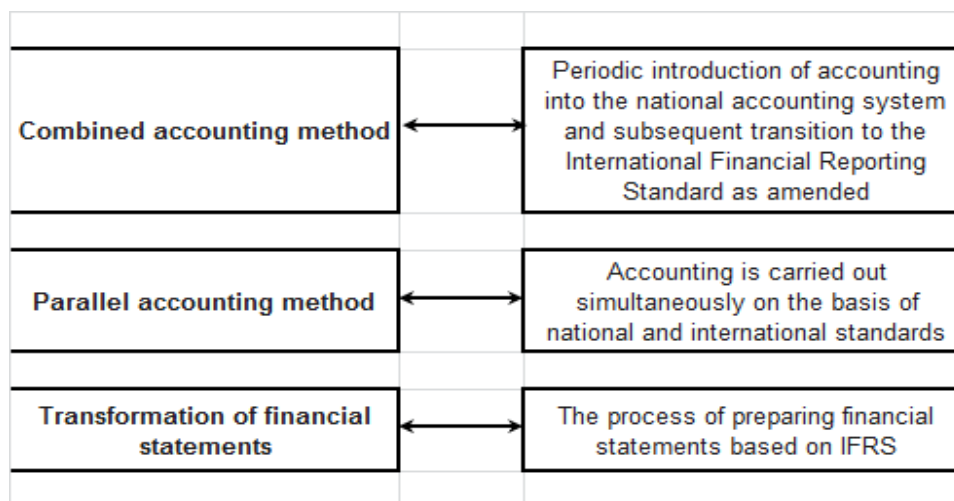 Combined accounting method
Periodic introduction of accounting
into the national accounting system
and subsequent transition to the
International Financial Reporting
Standard as amended
Parallel accounting method
Accounting is carried out
simultaneously on the basis of
national and international standards
Transformation of financial
statements
The process of preparing financial
statements based on IFRS